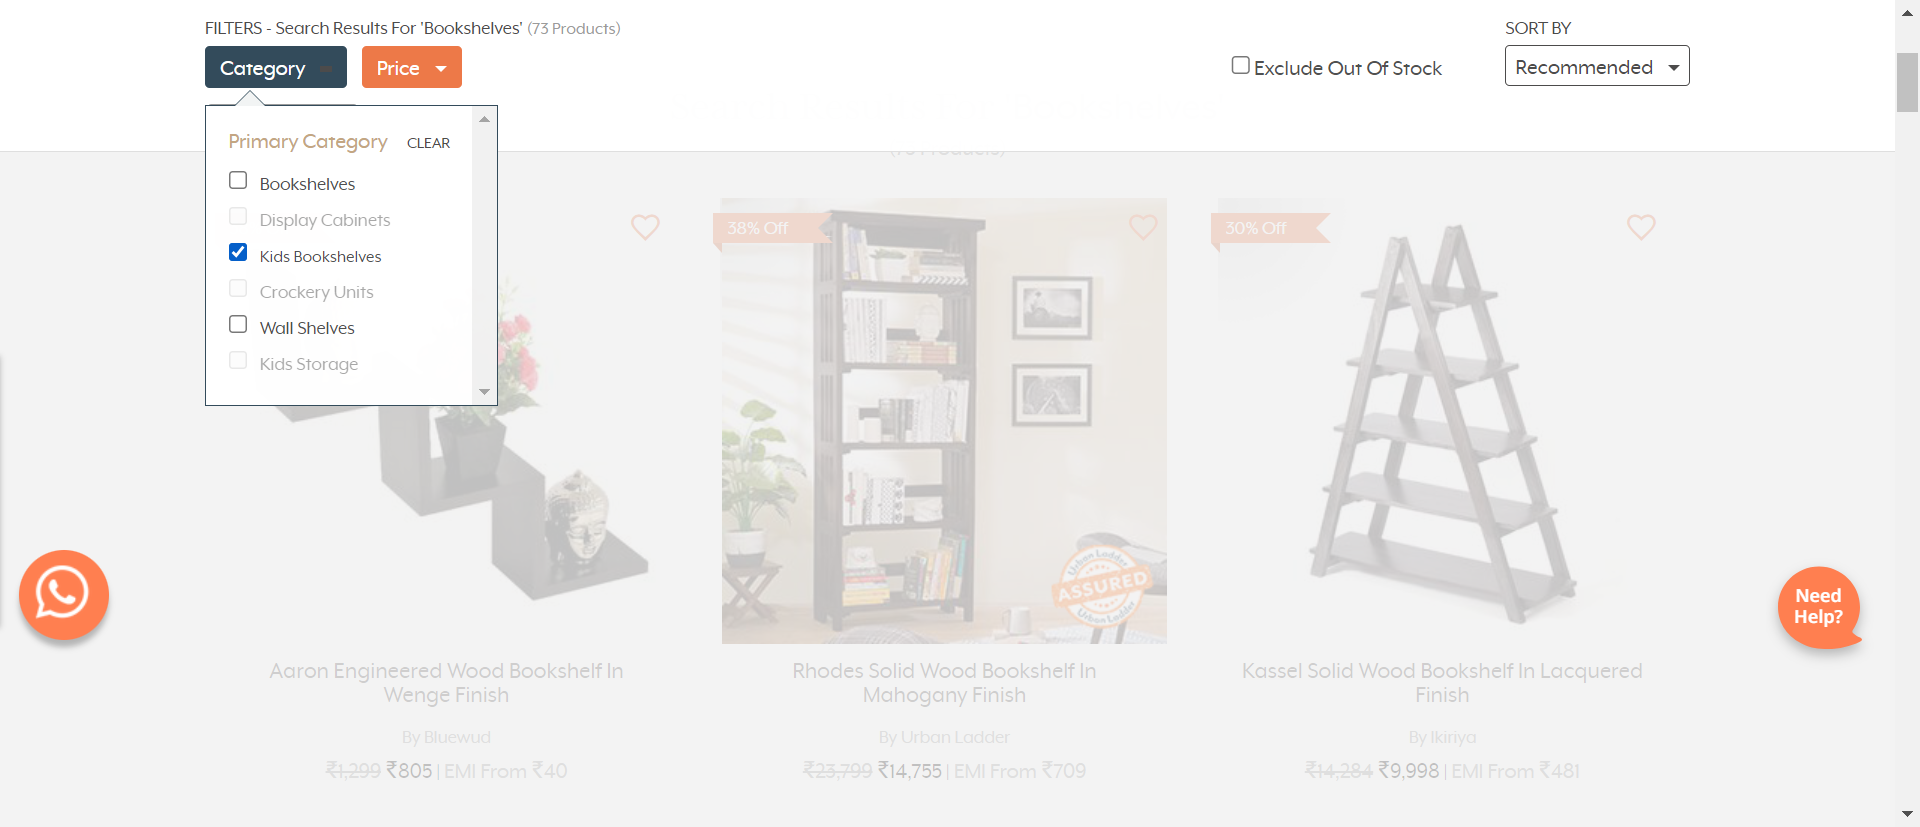 FILTERS - Search Results For 'Bookshelves' (73 Products)
SORT BY
Category
Price
Exclude Out Of Stock
Recommended
Primary Category CLEAR
Bookshelves
Display Cabinets
Kids Bookshelves
Crockery Units
Wall Shelves
Kids Storage
38% Off
30% Off
Urban Ladder
ASSURED
Urban Ladder
Need
Help?
Aaron Engineered Wood Bookshelf In
Wenge Finish
By Bluewud
₹1,299 ₹805 | EMI From ₹40
Rhodes Solid Wood Bookshelf In
Mahogany Finish
By Urban Ladder
₹23,799 ₹14,755 | EMI From ₹709
Kassel Solid Wood Bookshelf In Lacquered
Finish
By Ikiriya
₹14,284 ₹9,998 | EMI From ₹481